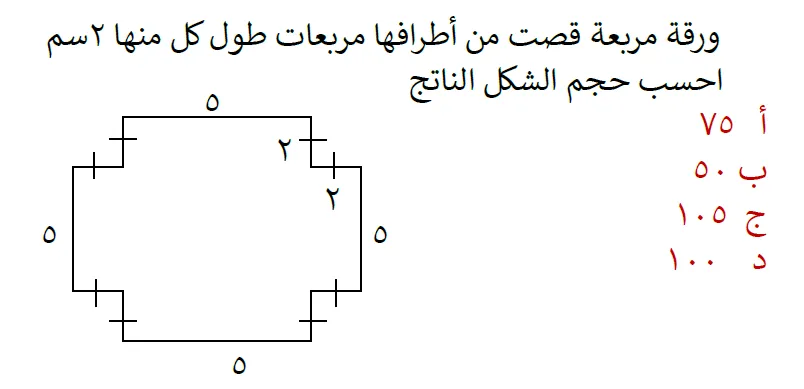 ورقة مربعة قصت من أطرافها مربعات طول كل منها ٢سم
احسب حجم الشكل الناتج
أ ٧٥
ب ٥٠
ج ١٠٥
د ١٠٠
٥
٢
٢
٥
٥
٥